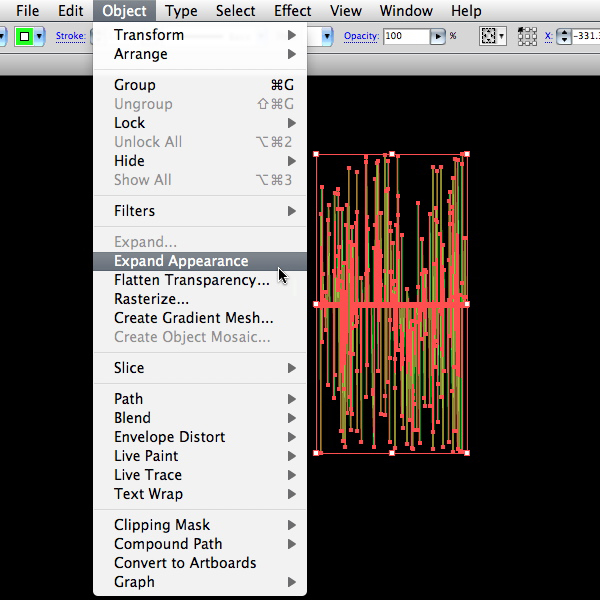 File Edit Object Type Select Effect View Window Help
Stroke: Opacity: 100 % X: -331.3
Transform
Arrange
Group ⌘G
Ungroup ⇧⌘G
Lock
Unlock All ⌥⌘2
Hide
Show All ⌥⌘3
Filters
Expand...
Expand Appearance
Flatten Transparency...
Rasterize...
Create Gradient Mesh...
Create Object Mosaic...
Slice
Path
Blend
Envelope Distort
Live Paint
Live Trace
Text Wrap
Clipping Mask
Compound Path
Convert to Artboards
Graph